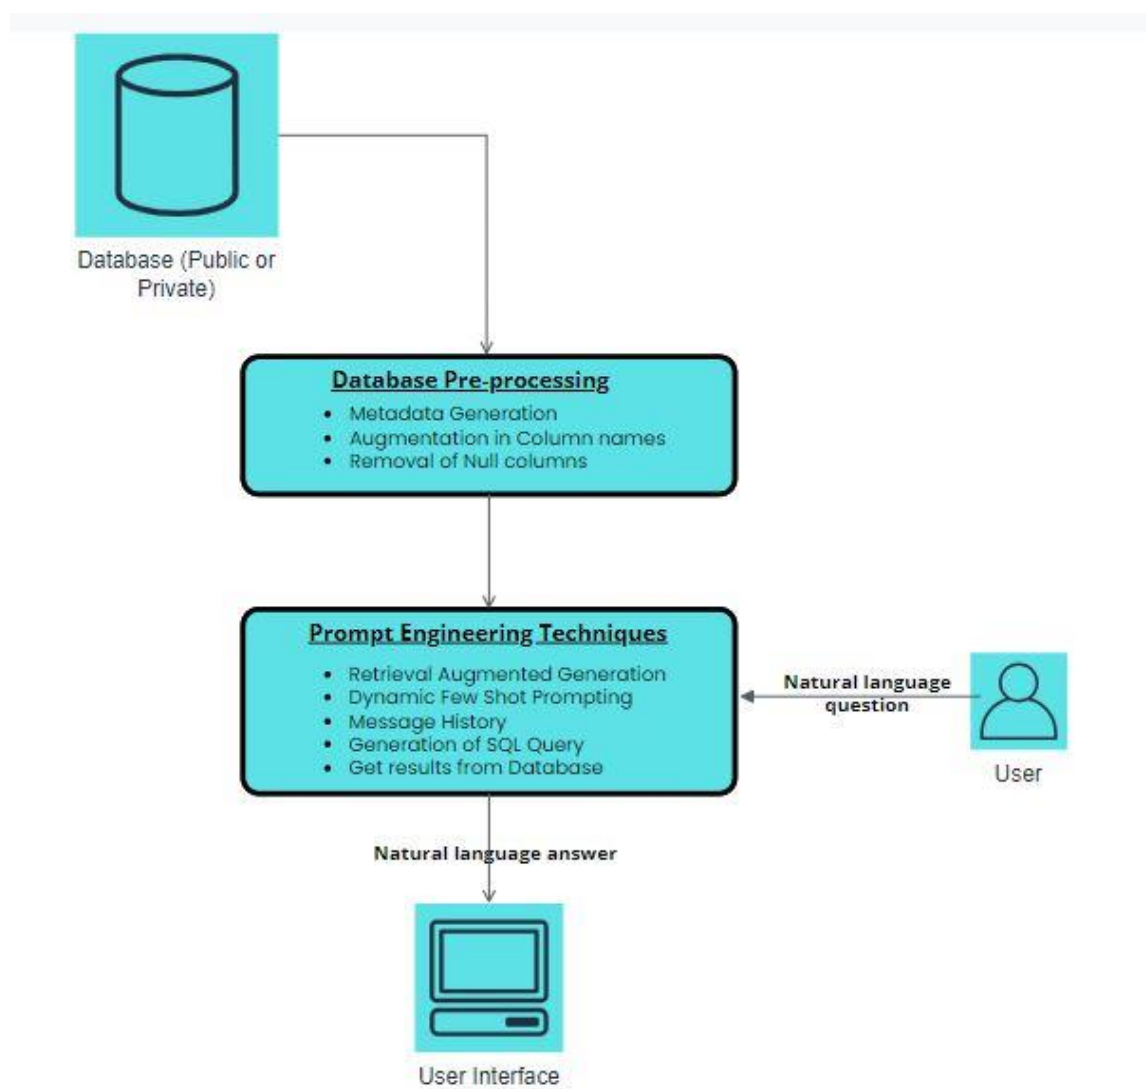 Database (Public or
Private)
Database Pre-processing
• Metadata Generation
• Augmentation in Column names
• Removal of Null columns
Prompt Engineering Techniques
• Retrieval Augmented Generation
• Dynamic Few Shot Prompting
• Message History
• Generation of SQL Query
• Get results from Database
Natural language
question
User
Natural language answer
User Interface